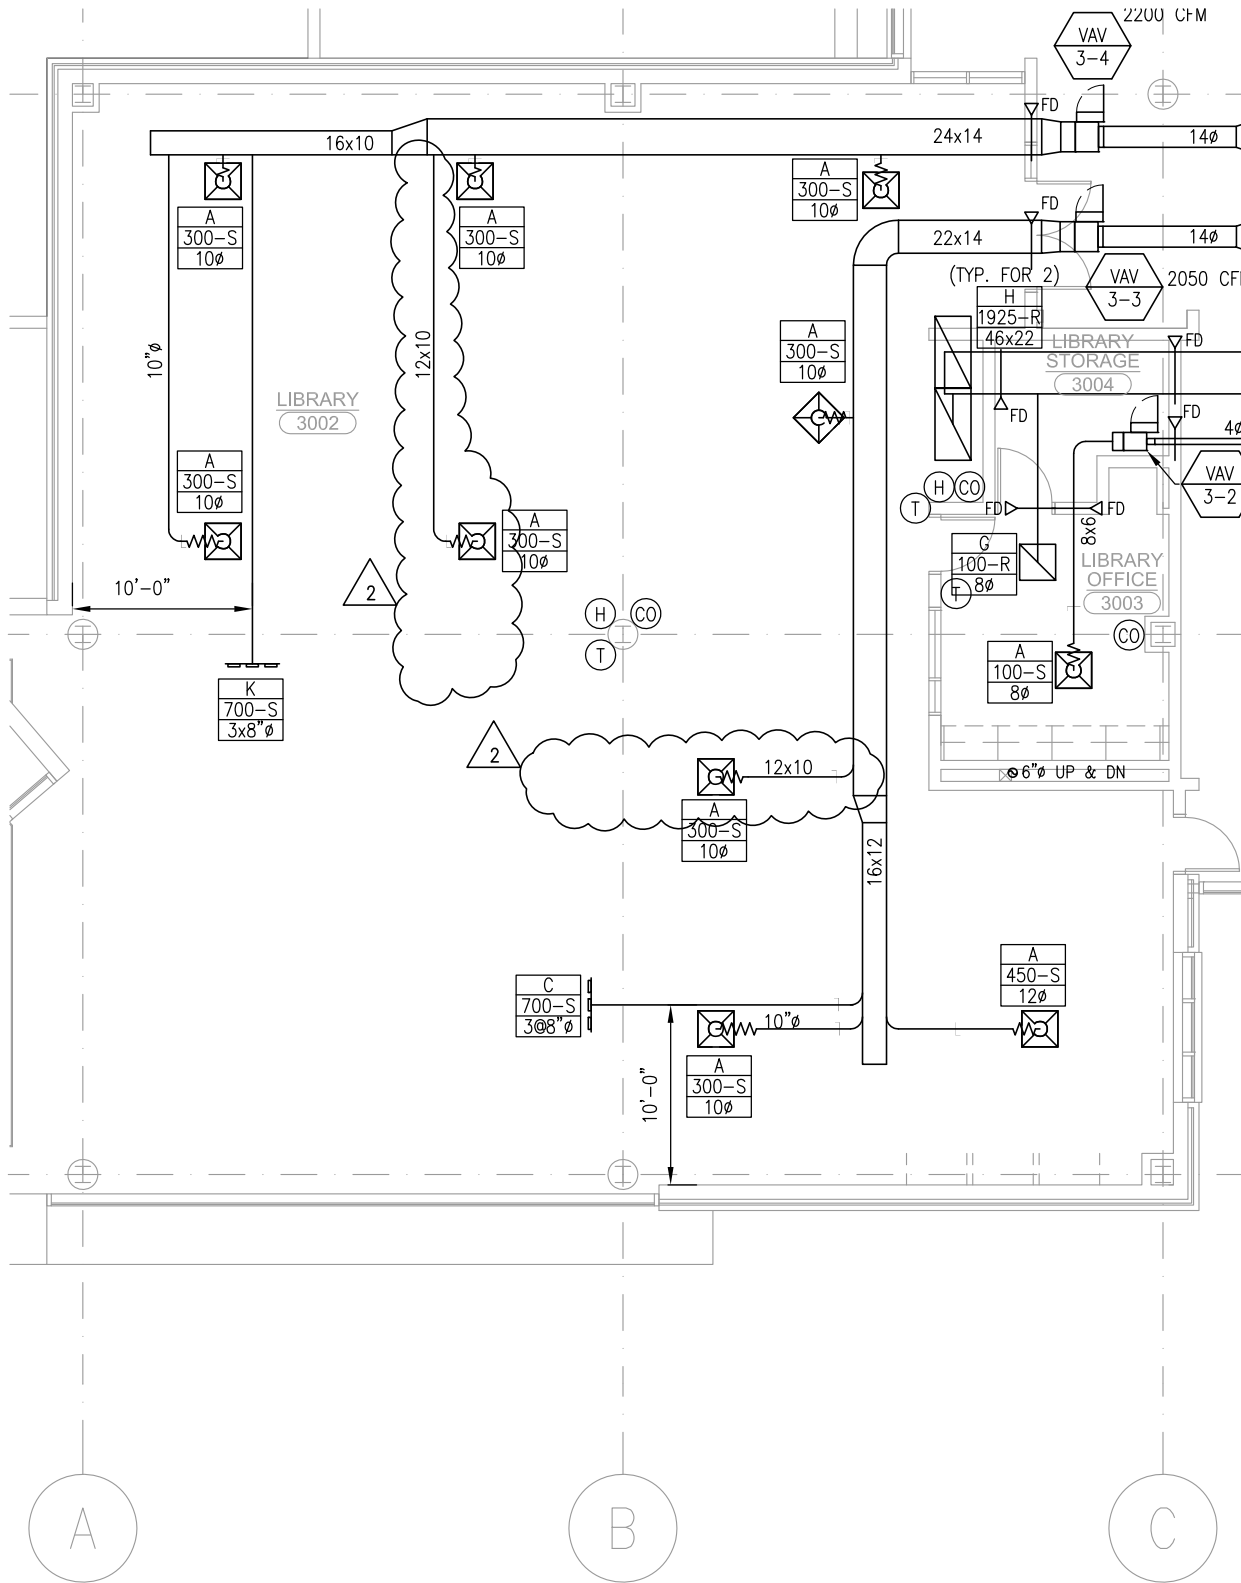 2200 CFM
VAV
3-4
FD
16x10
24x14
14ø
A
300-S
10ø
A
300-S
10ø
A
300-S
10ø
FD
22x14
14ø
(TYP. FOR 2)
VAV
3-3
H
1925-R
46x22
A
300-S
10ø
10"ø
12x10
LIBRARY
3002
LIBRARY
STORAGE
3004
FD
FD
FD
4ø
VAV
3-2
A
300-S
10ø
H
CO
T
FD
FD
8x6
A
300-S
10ø
G
100-R
8ø
T
LIBRARY
OFFICE
3003
10'-0"
2
H
CO
T
CO
A
100-S
8ø
K
700-S
3x8"ø
2
12x10
6"ø UP & DN
A
300-S
10ø
16x12
C
700-S
3@8"ø
A
450-S
12ø
10"ø
A
300-S
10ø
10'-0"
A
B
C